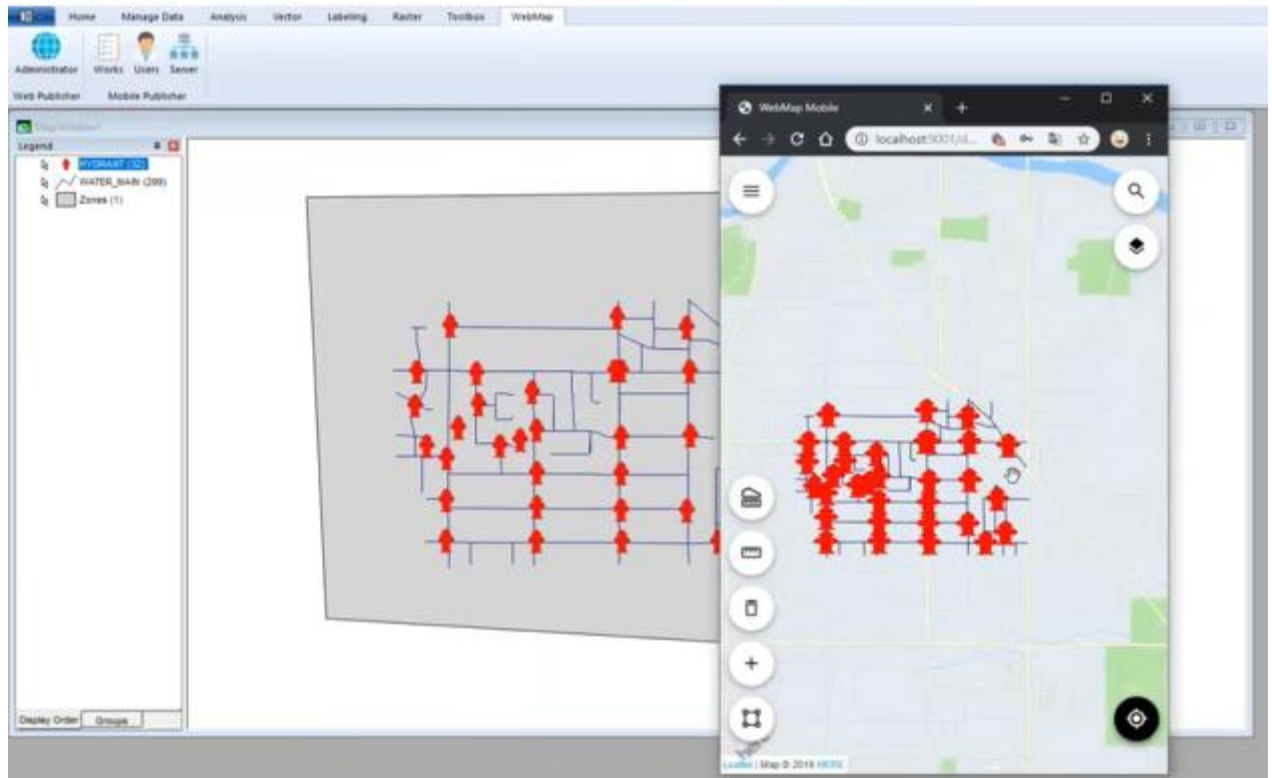 Home Manage Data Analysis Vector Labeling Raster Toolbox WebMap
Administrator Works Users Server
Web Publisher Mobile Publisher
Legend
HYDRANT (32)
WATER_MAIN (299)
Zones (1)
Display Order Groups
WebMap Mobile
localhost:9001/d...
Leaflet | Map © 2019 HERE